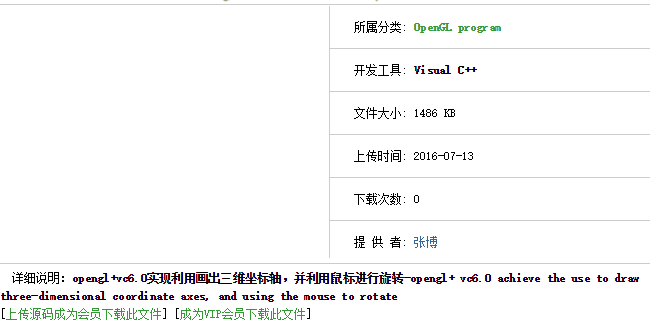 所属分类: OpenGL program
开发工具: Visual C++
文件大小: 1486 KB
上传时间: 2016-07-13
下载次数: 0
提 供 者: 张博
详细说明: opengl+vc6.0实现利用画出三维坐标轴，并利用鼠标进行旋转-opengl+ vc6.0 achieve the use to draw
three-dimensional coordinate axes, and using the mouse to rotate
[上传源码成为会员下载此文件] [成为VIP会员下载此文件]